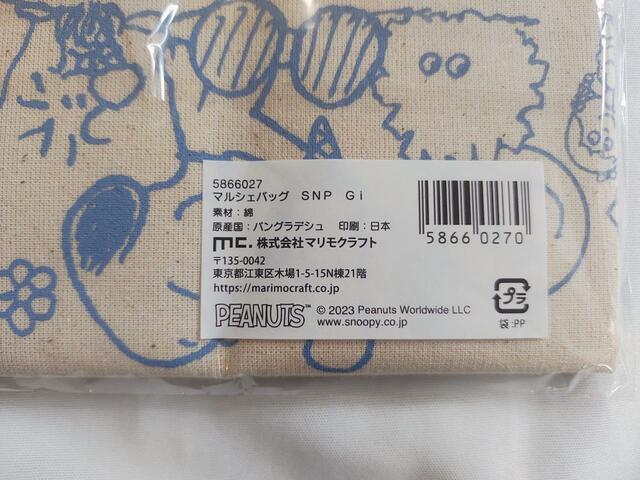 5866027
マルシェバッグ　SNP　Gi
素材：綿
原産国：バングラデシュ　印刷：日本
mc. 株式会社マリモクラフト
〒135-0042
東京都江東区木場1-5-15N棟21階
https://marimocraft.co.jp
PEANUTS™ © 2023 Peanuts Worldwide LLC
www.snoopy.co.jp
5866 0270
プラ
袋:PP